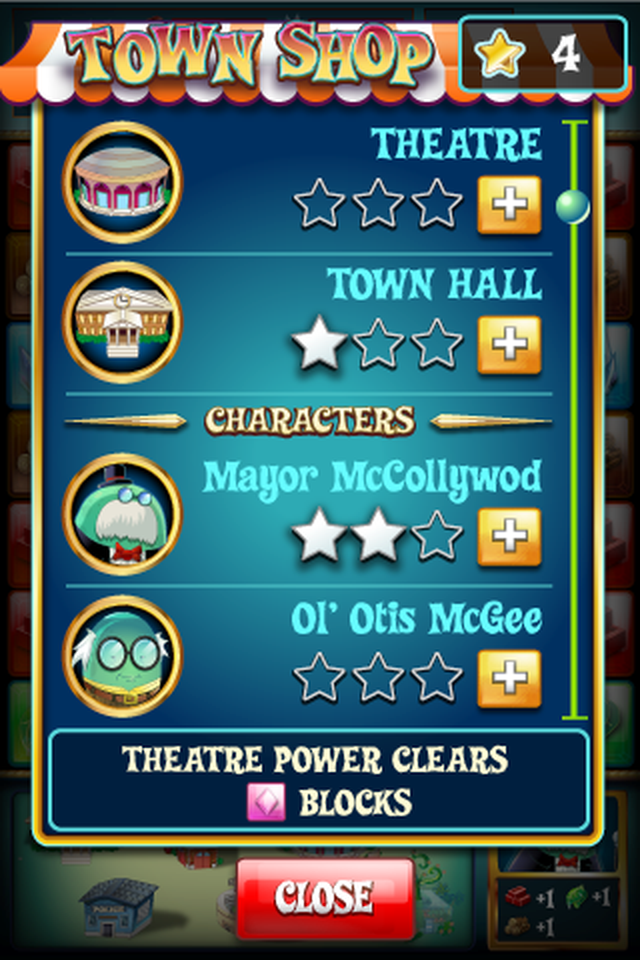 TOWN SHOP
4
THEATRE
TOWN HALL
CHARACTERS
Mayor McCollywod
Ol' Otis McGee
THEATRE POWER CLEARS
BLOCKS
CLOSE
POLICE
+1 +1
+1